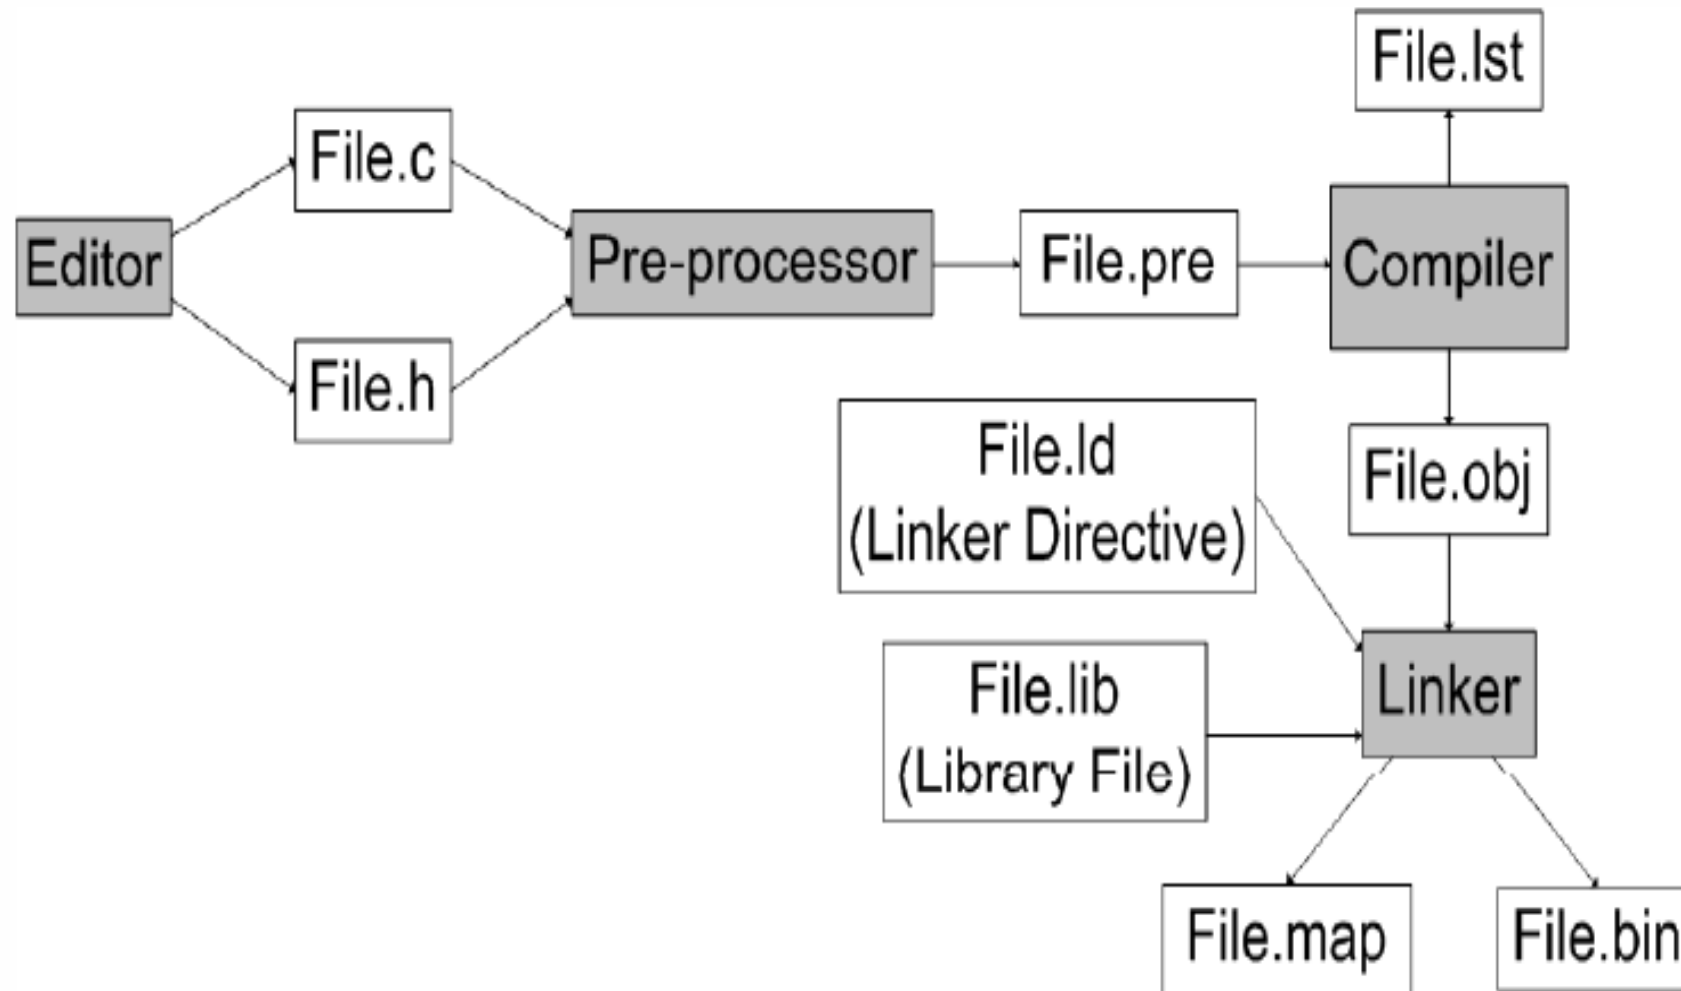 File.lst
File.c
Editor
Pre-processor
File.pre
Compiler
File.h
File.ld
(Linker Directive)
File.obj
File.lib
(Library File)
Linker
File.map
File.bin